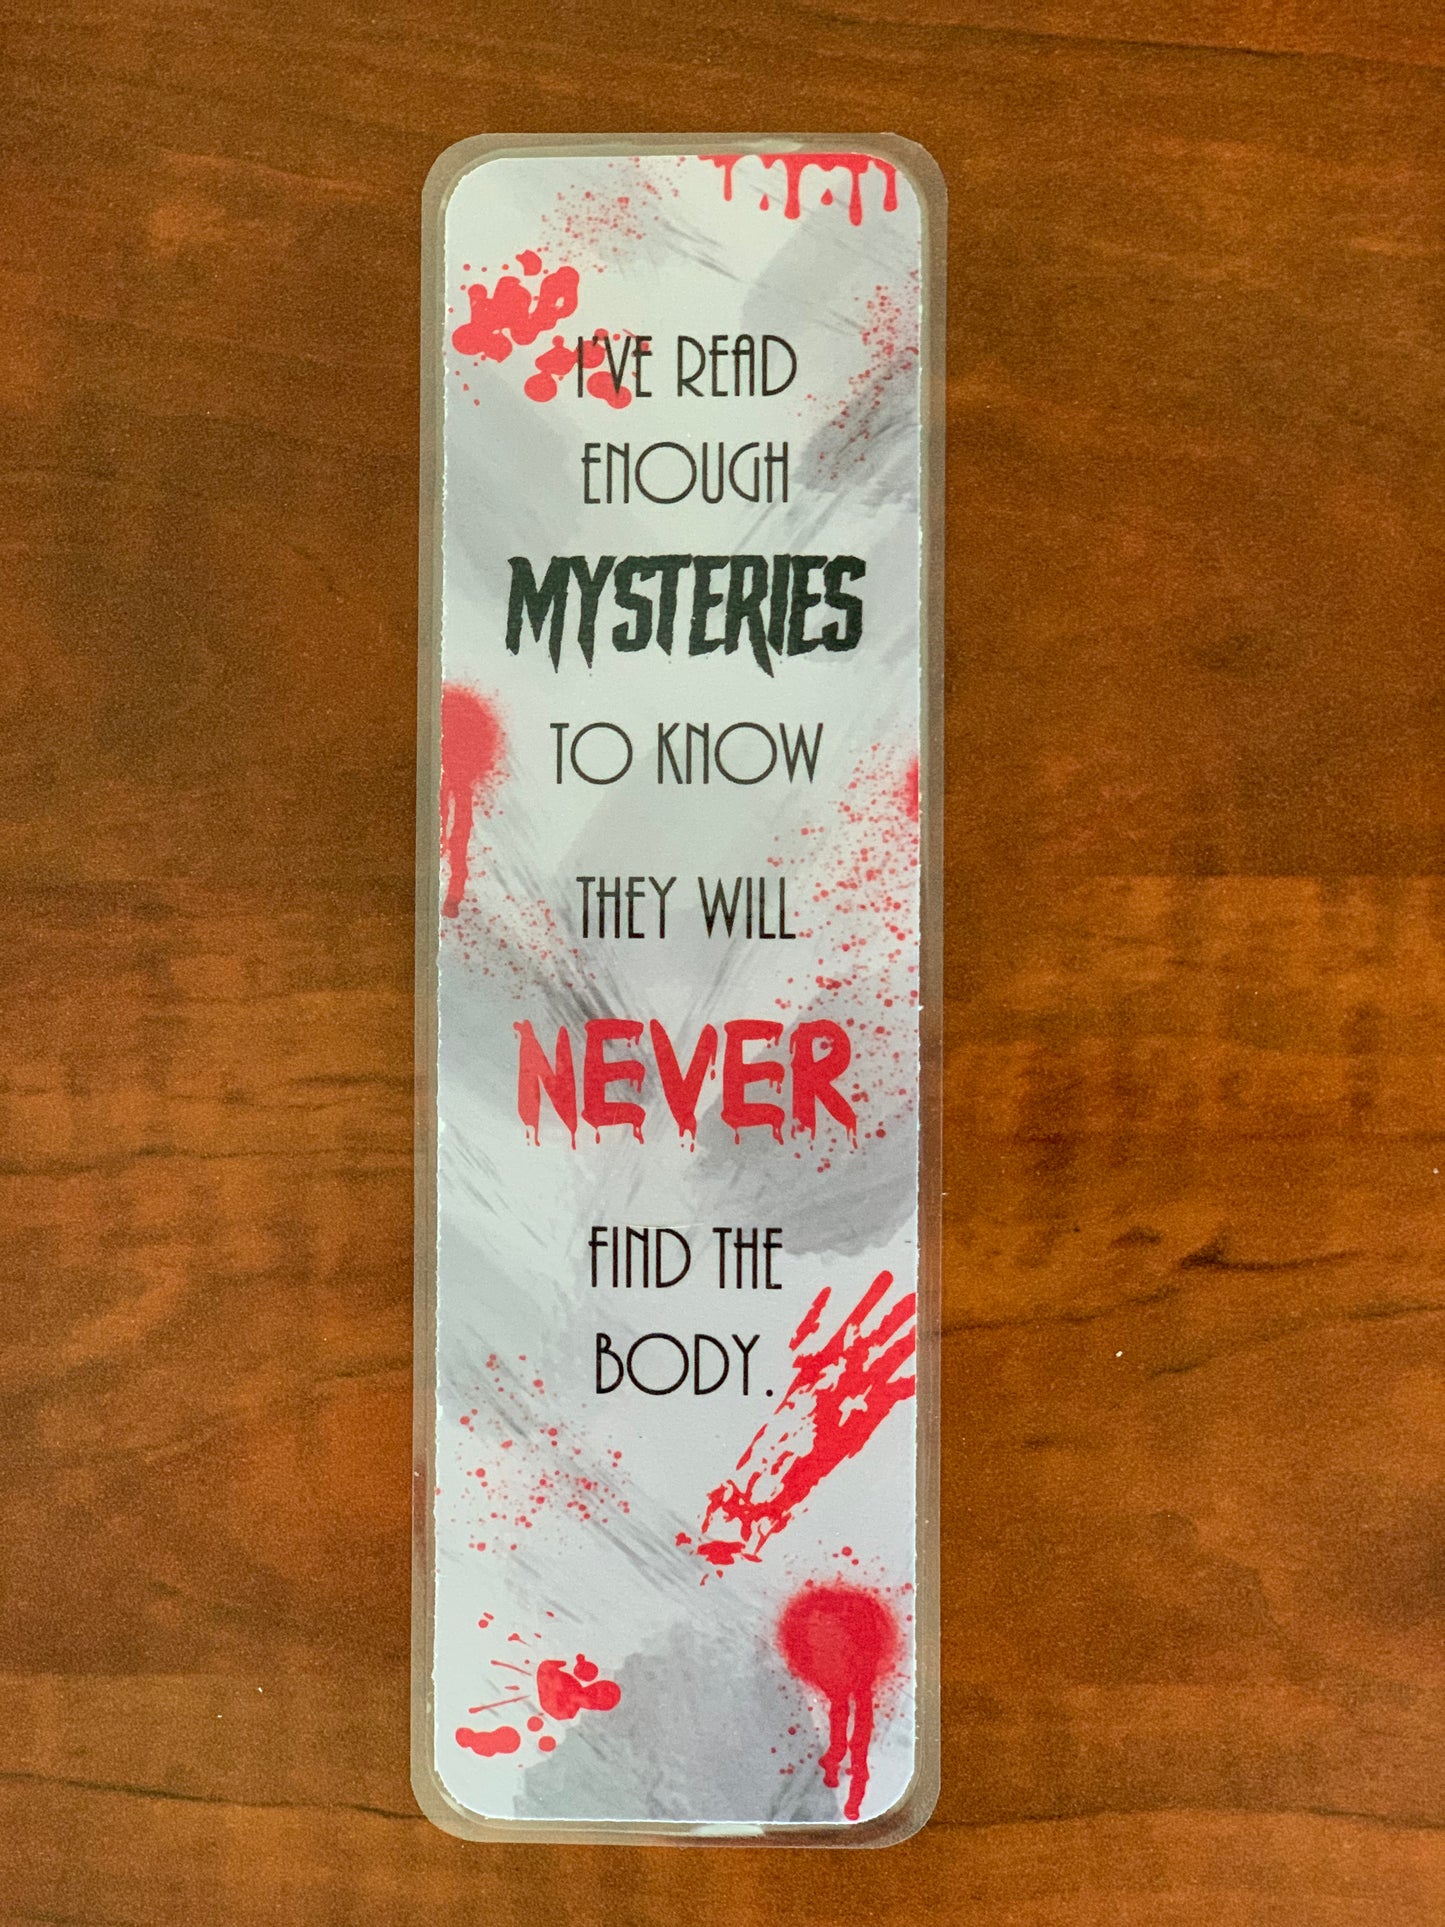 I'VE READ
ENOUGH
MYSTERIES
TO KNOW
THEY WILL
NEVER
FIND THE
BODY.